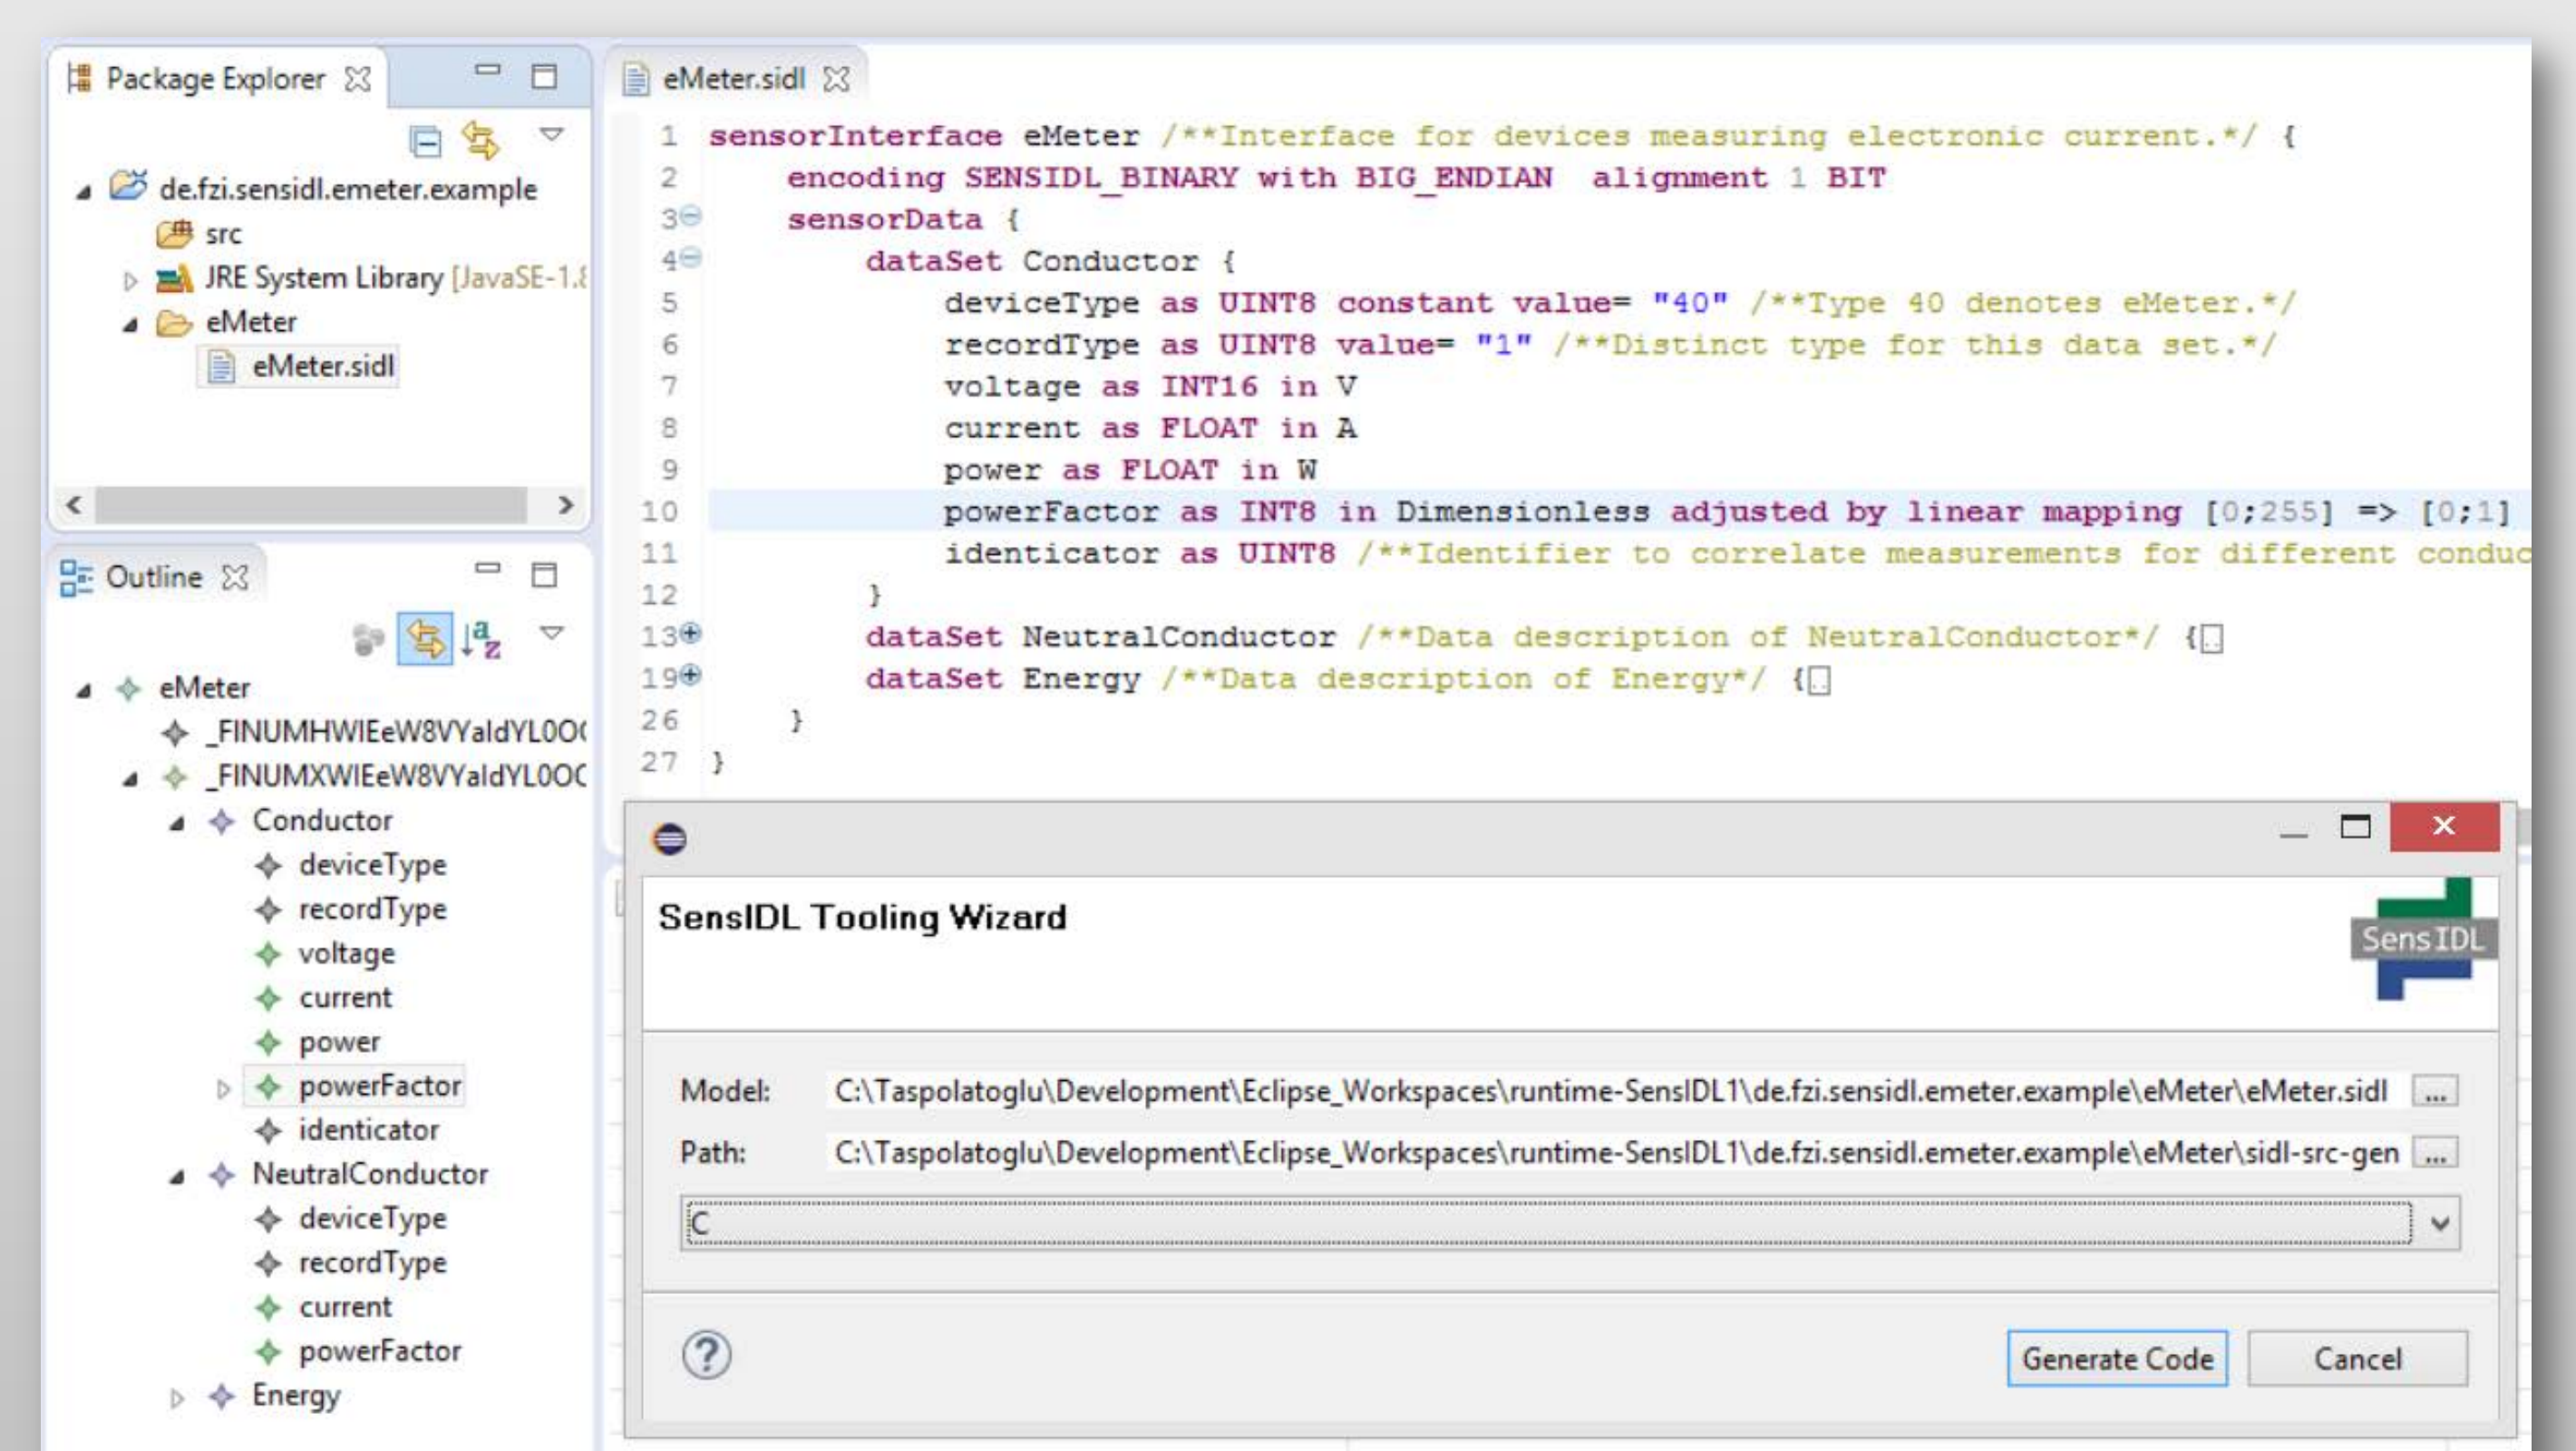 Package Explorer
de.fzi.sensidl.emeter.example
src
JRE System Library [JavaSE-1.8
eMeter
eMeter.sidl
Outline
eMeter
_FINUMHWIEeW8VYaldYL0O
_FINUMXWIEeW8VYaldYL0OC
Conductor
deviceType
recordType
voltage
current
power
powerFactor
identicator
NeutralConductor
deviceType
recordType
current
powerFactor
Energy
eMeter.sidl
1 sensorInterface eMeter /**Interface for devices measuring electronic current.*/ {
2 encoding SENSIDL_BINARY with BIG_ENDIAN alignment 1 BIT
3 sensorData {
4 dataSet Conductor {
5 deviceType as UINT8 constant value= "40" /**Type 40 denotes eMeter.*/
6 recordType as UINT8 value= "1" /**Distinct type for this data set.*/
7 voltage as INT16 in V
8 current as FLOAT in A
9 power as FLOAT in W
10 powerFactor as INT8 in Dimensionless adjusted by linear mapping [0;255] => [0;1]
11 identicator as UINT8 /**Identifier to correlate measurements for different conduc
12 }
13 dataSet NeutralConductor /**Data description of NeutralConductor*/ {
19 dataSet Energy /**Data description of Energy*/ {
26 }
27 }
SensIDL Tooling Wizard
SensIDL
Model: C:\Taspolatoglu\Development\Eclipse_Workspaces\runtime-SensIDL1\de.fzi.sensidl.emeter.example\eMeter\eMeter.sidl ...
Path: C:\Taspolatoglu\Development\Eclipse_Workspaces\runtime-SensIDL1\de.fzi.sensidl.emeter.example\eMeter\sidl-src-gen ...
C
Generate Code Cancel